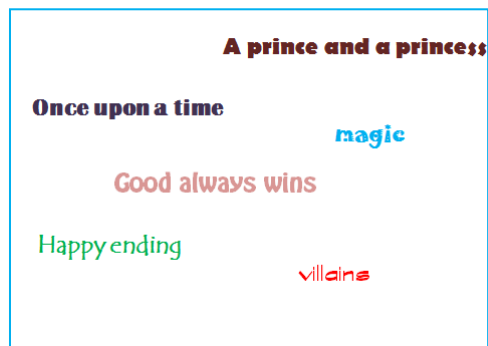 A prince and a princess
Once upon a time
magic
Good always wins
Happy ending
villains